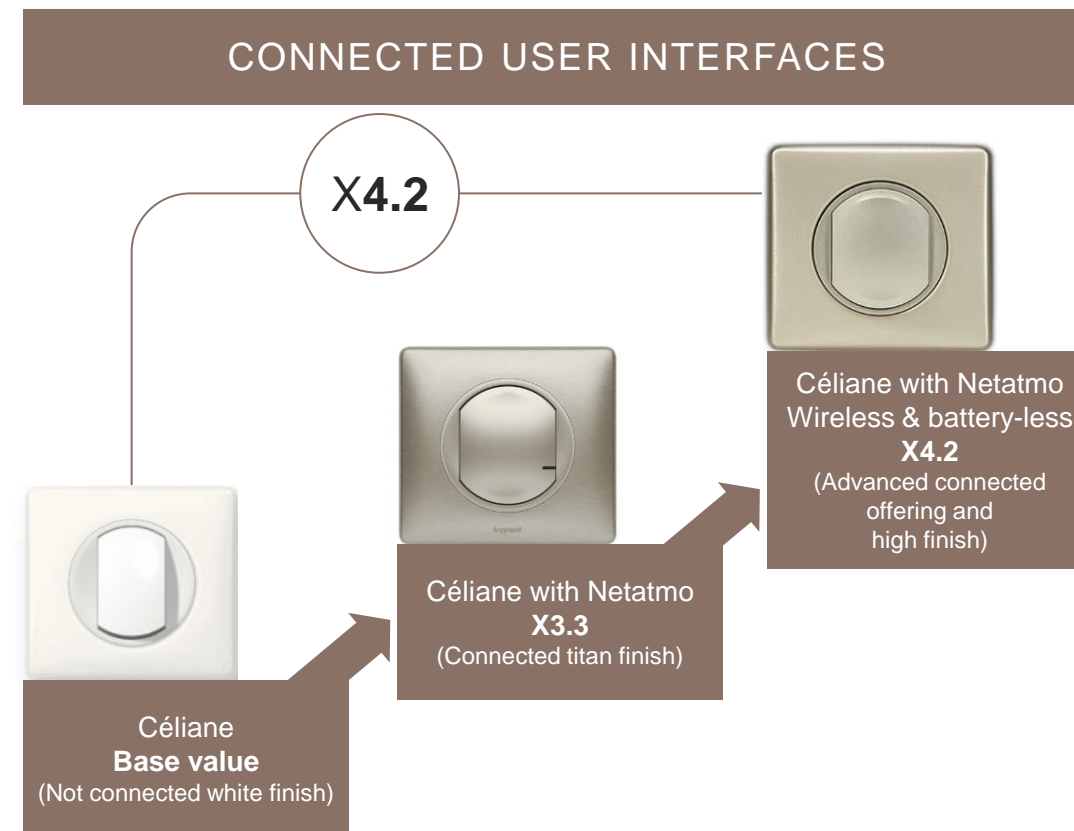 CONNECTED USER INTERFACES
X4.2
Céliane with Netatmo
Wireless & battery-less
X4.2
(Advanced connected
offering and
high finish)
legrand
Céliane with Netatmo
X3.3
(Connected titan finish)
Céliane
Base value
(Not connected white finish)